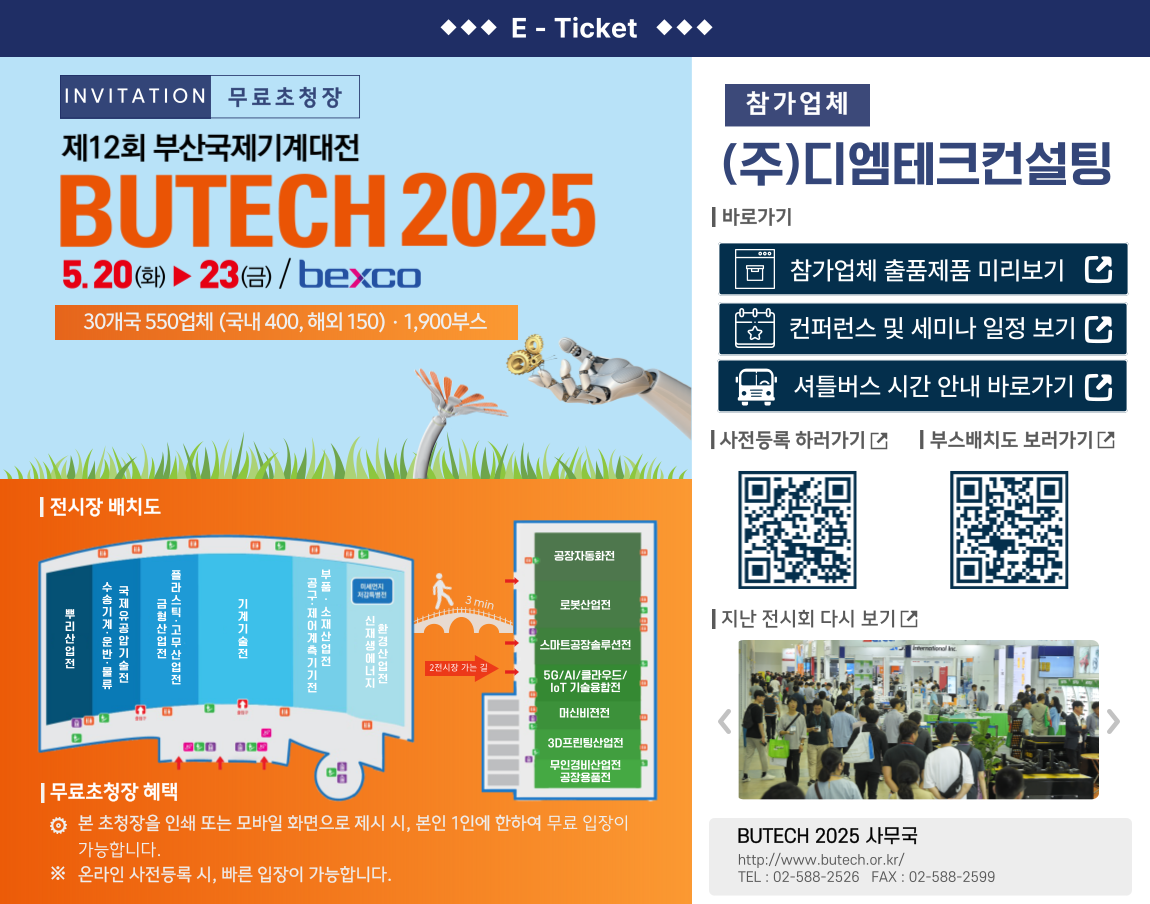 E - Ticket
INVITATION 무료초청장
제12회 부산국제기계대전
BUTECH 2025
5. 20(화) ▶ 23(금) / bexco
30개국 550업체 (국내 400, 해외 150) · 1,900부스
전시장 배치도
뿌리산업전
수송기계·운반·물류
국제유공압기술전
금형산업전
플라스틱·고무산업전
기계기술전
공구·제어계측기기전
부품·소재산업전
미세먼지
저감특별전
신재생에너지
환경산업전
3 min
2전시장 가는 길
공장자동화전
로봇산업전
스마트공장솔루션전
5G/AI/클라우드/
IoT 기술융합전
머신비전전
3D프린팅산업전
무인경비산업전
공장용품전
무료초청장 혜택
본 초청장을 인쇄 또는 모바일 화면으로 제시 시, 본인 1인에 한하여 무료 입장이
가능합니다.
※ 온라인 사전등록 시, 빠른 입장이 가능합니다.
참가업체
(주)디엠테크컨설팅
바로가기
참가업체 출품제품 미리보기
컨퍼런스 및 세미나 일정 보기
셔틀버스 시간 안내 바로가기
사전등록 하러가기
부스배치도 보러가기
지난 전시회 다시 보기
International Inc.
BUTECH 2025 사무국
http://www.butech.or.kr/
TEL : 02-588-2526 FAX : 02-588-2599